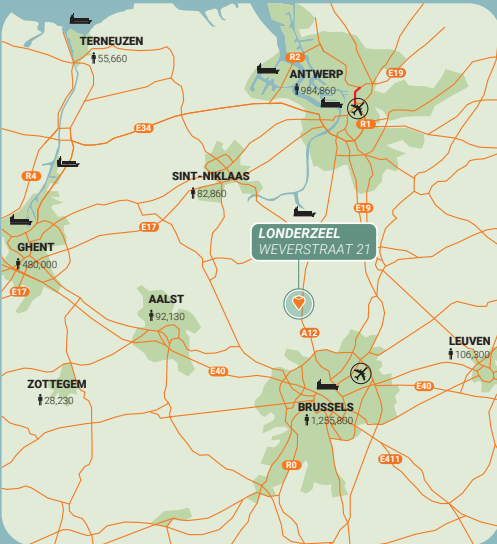 TERNEUZEN
55,660
R2
ANTWERP
984,860
E19
R1
E34
SINT-NIKLAAS
82,860
R4
E19
E17
LONDERZEEL
WEVERSTRAAT 21
GHENT
480,000
E17
AALST
92,130
A12
LEUVEN
106,300
E40
ZOTTEGEM
28,230
E40
BRUSSELS
1,255,800
E411
R0